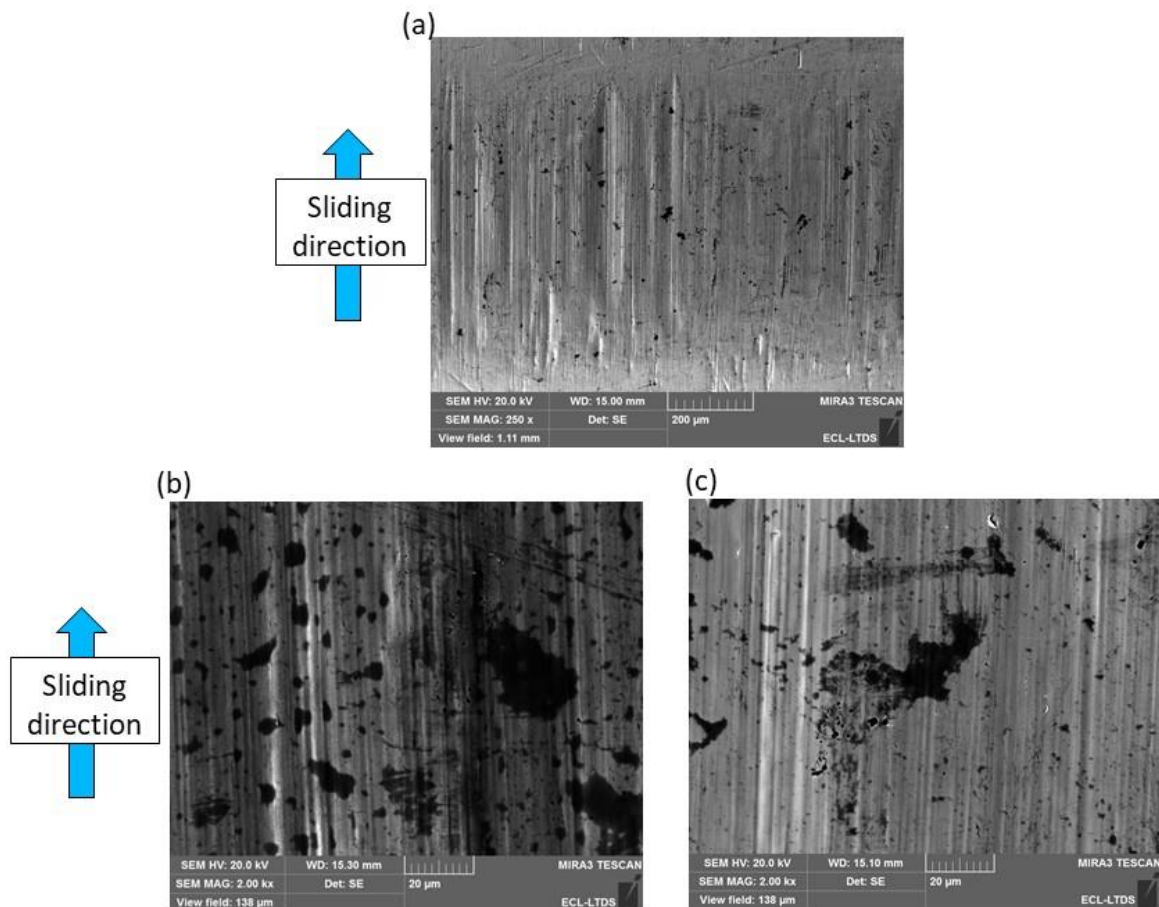 (a)
Sliding
direction
SEM HV: 20.0 kV WD: 15.00 mm MIRA3 TESCAN
SEM MAG: 250 x Det: SE 200 µm
View field: 1.11 mm ECL-LTDS
(b)
(c)
Sliding
direction
SEM HV: 20.0 kV WD: 15.30 mm MIRA3 TESCAN
SEM MAG: 2.00 kx Det: SE 20 µm
View field: 138 µm ECL-LTDS
SEM HV: 20.0 kV WD: 15.10 mm MIRA3 TESCAN
SEM MAG: 2.00 kx Det: SE 20 µm
View field: 138 µm ECL-LTDS